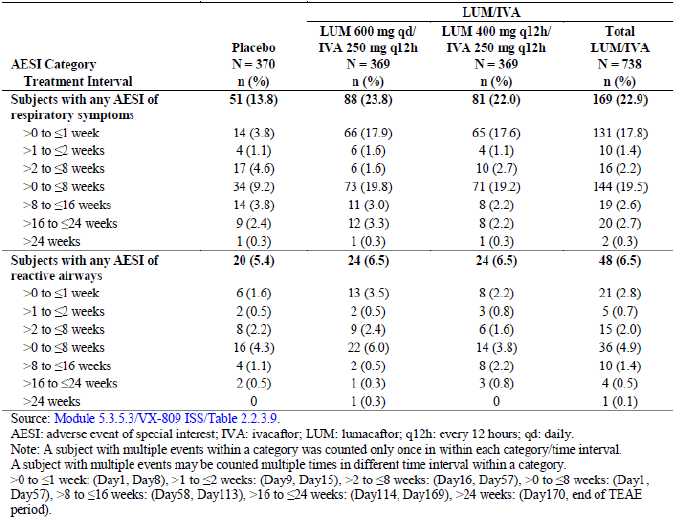 LUM/IVA
LUM 600 mg qd/ LUM 400 mg q12h/ Total
Placebo IVA 250 mg q12h IVA 250 mg q12h LUM/IVA
AESI Category N = 370 N = 369 N = 369 N = 738
Treatment Interval n (%) n (%) n (%) n (%)
Subjects with any AESI of 51 (13.8) 88 (23.8) 81 (22.0) 169 (22.9)
respiratory symptoms
>0 to ≤1 week 14 (3.8) 66 (17.9) 65 (17.6) 131 (17.8)
>1 to ≤2 weeks 4 (1.1) 6 (1.6) 4 (1.1) 10 (1.4)
>2 to ≤8 weeks 17 (4.6) 6 (1.6) 10 (2.7) 16 (2.2)
>0 to ≤8 weeks 34 (9.2) 73 (19.8) 71 (19.2) 144 (19.5)
>8 to ≤16 weeks 14 (3.8) 11 (3.0) 8 (2.2) 19 (2.6)
>16 to ≤24 weeks 9 (2.4) 12 (3.3) 8 (2.2) 20 (2.7)
>24 weeks 1 (0.3) 1 (0.3) 1 (0.3) 2 (0.3)
Subjects with any AESI of 20 (5.4) 24 (6.5) 24 (6.5) 48 (6.5)
reactive airways
>0 to ≤1 week 6 (1.6) 13 (3.5) 8 (2.2) 21 (2.8)
>1 to ≤2 weeks 2 (0.5) 2 (0.5) 3 (0.8) 5 (0.7)
>2 to ≤8 weeks 8 (2.2) 9 (2.4) 6 (1.6) 15 (2.0)
>0 to ≤8 weeks 16 (4.3) 22 (6.0) 14 (3.8) 36 (4.9)
>8 to ≤16 weeks 4 (1.1) 2 (0.5) 8 (2.2) 10 (1.4)
>16 to ≤24 weeks 2 (0.5) 1 (0.3) 3 (0.8) 4 (0.5)
>24 weeks 0 1 (0.3) 0 1 (0.1)
Source: Module 5.3.5.3/VX-809 ISS/Table 2.2.3.9.
AESI: adverse event of special interest; IVA: ivacaftor; LUM: lumacaftor; q12h: every 12 hours; qd: daily.
Note: A subject with multiple events within a category was counted only once in within each category/time interval.
A subject with multiple events may be counted multiple times in different time interval within a category.
>0 to ≤1 week: (Day1, Day8), >1 to ≤2 weeks: (Day9, Day15), >2 to ≤8 weeks: (Day16, Day57), >0 to ≤8 weeks: (Day1,
Day57), >8 to ≤16 weeks: (Day58, Day113), >16 to ≤24 weeks: (Day114, Day169), >24 weeks: (Day170, end of TEAE
period).